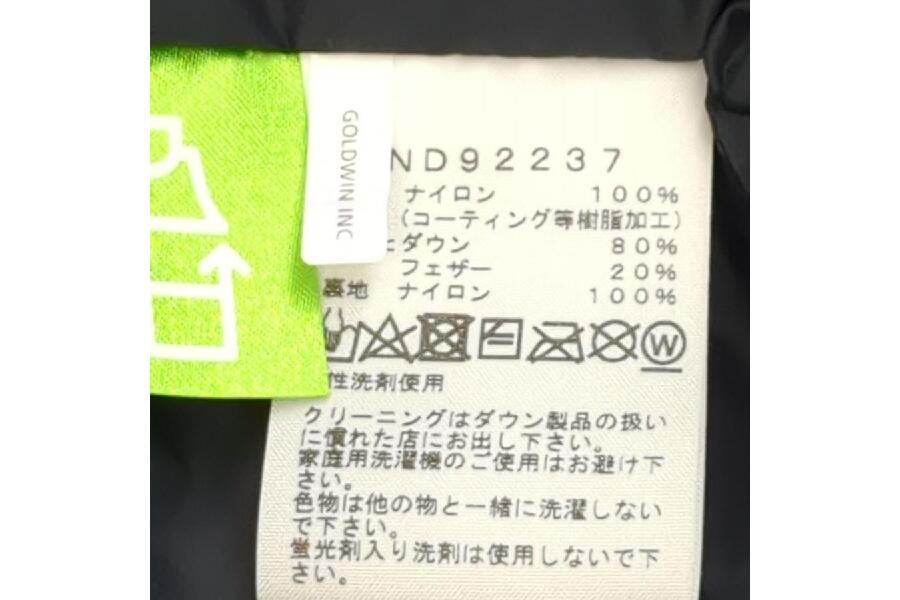 GOLDWIN INC
ND92237
ナイロン 100%
(コーティング等樹脂加工)
ダウン 80%
フェザー 20%
裏地 ナイロン 100%
W
性洗剤使用
クリーニングはダウン製品の扱い
に慣れた店にお出し下さい。
家庭用洗濯機のご使用はお避け下
さい。
色物は他の物と一緒に洗濯しない
で下さい。
蛍光剤入り洗剤は使用しないで下
さい。